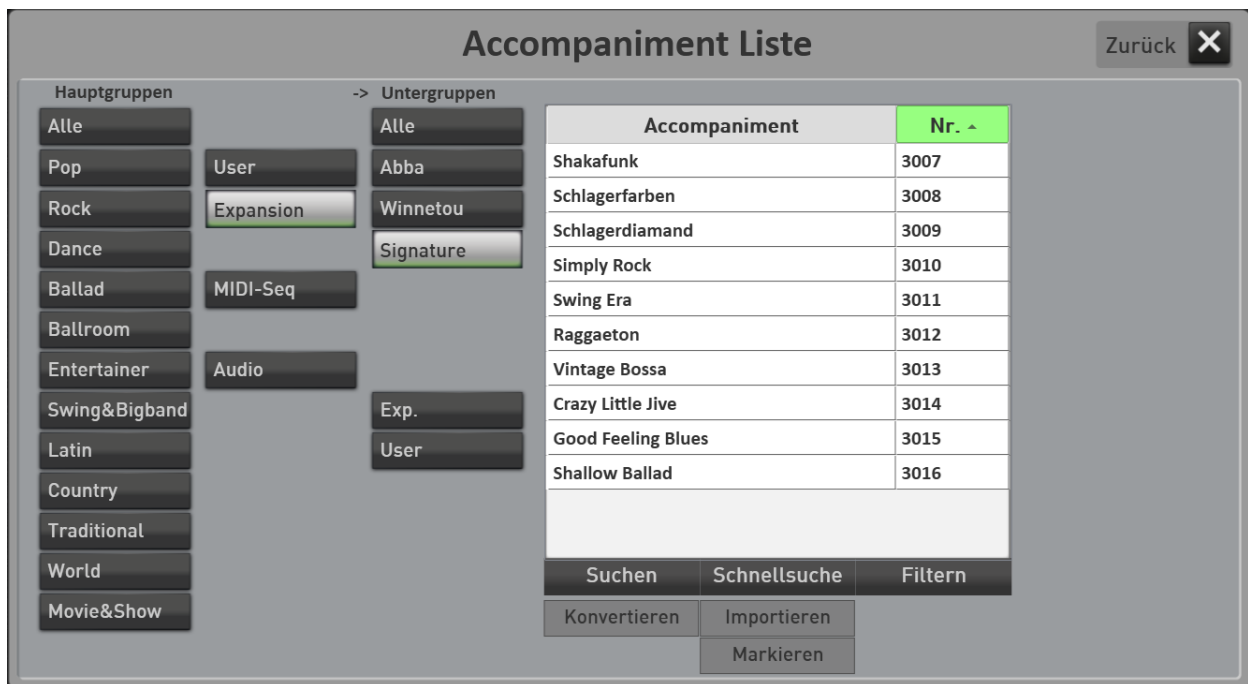 Accompaniment Liste
Zurück
Hauptgruppen
-> Untergruppen
Alle
Pop
Rock
Dance
Ballad
Ballroom
Entertainer
Swing&Bigband
Latin
Country
Traditional
World
Movie&Show
User
Expansion
MIDI-Seq
Audio
Alle
Abba
Winnetou
Signature
Exp.
User
Accompaniment Nr.
Shakafunk 3007
Schlagerfarben 3008
Schlagerdiamand 3009
Simply Rock 3010
Swing Era 3011
Raggaeton 3012
Vintage Bossa 3013
Crazy Little Jive 3014
Good Feeling Blues 3015
Shallow Ballad 3016
Suchen Schnellsuche Filtern
Konvertieren Importieren
Markieren